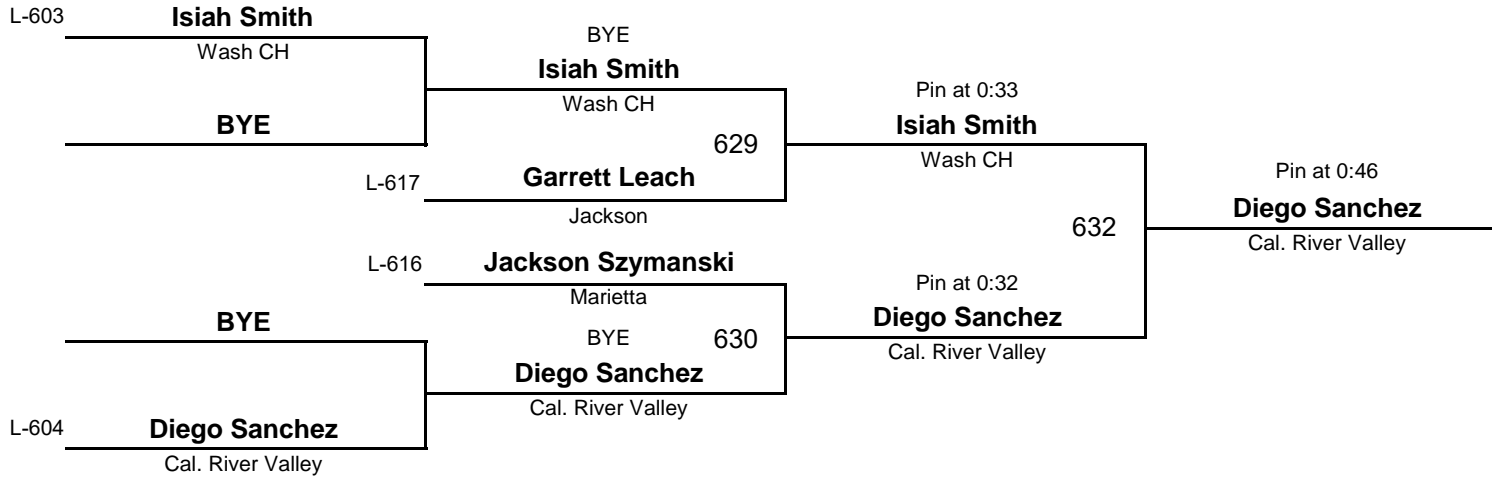 L-603
Isiah Smith
Wash CH
BYE
BYE
Isiah Smith
Wash CH
629
L-617
Garrett Leach
Jackson
L-616
Jackson Szymanski
Marietta
BYE
BYE
630
Diego Sanchez
Cal. River Valley
L-604
Diego Sanchez
Cal. River Valley
Pin at 0:33
Isiah Smith
Wash CH
632
Pin at 0:32
Diego Sanchez
Cal. River Valley
Pin at 0:46
Diego Sanchez
Cal. River Valley